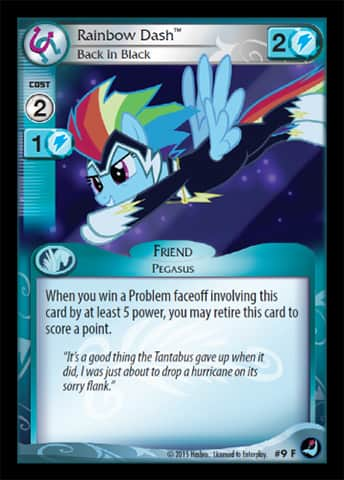 Rainbow Dash™
Back In Black
2
COST
2
1
FRIEND
PEGASUS
When you win a Problem faceoff involving this
card by at least 5 power, you may retire this card to
score a point.
"It's a good thing the Tantabus gave up when it
did, I was just about to drop a hurricane on its
sorry flank."
© 2015 Hasbro. Licensed to Enterplay. #9 F